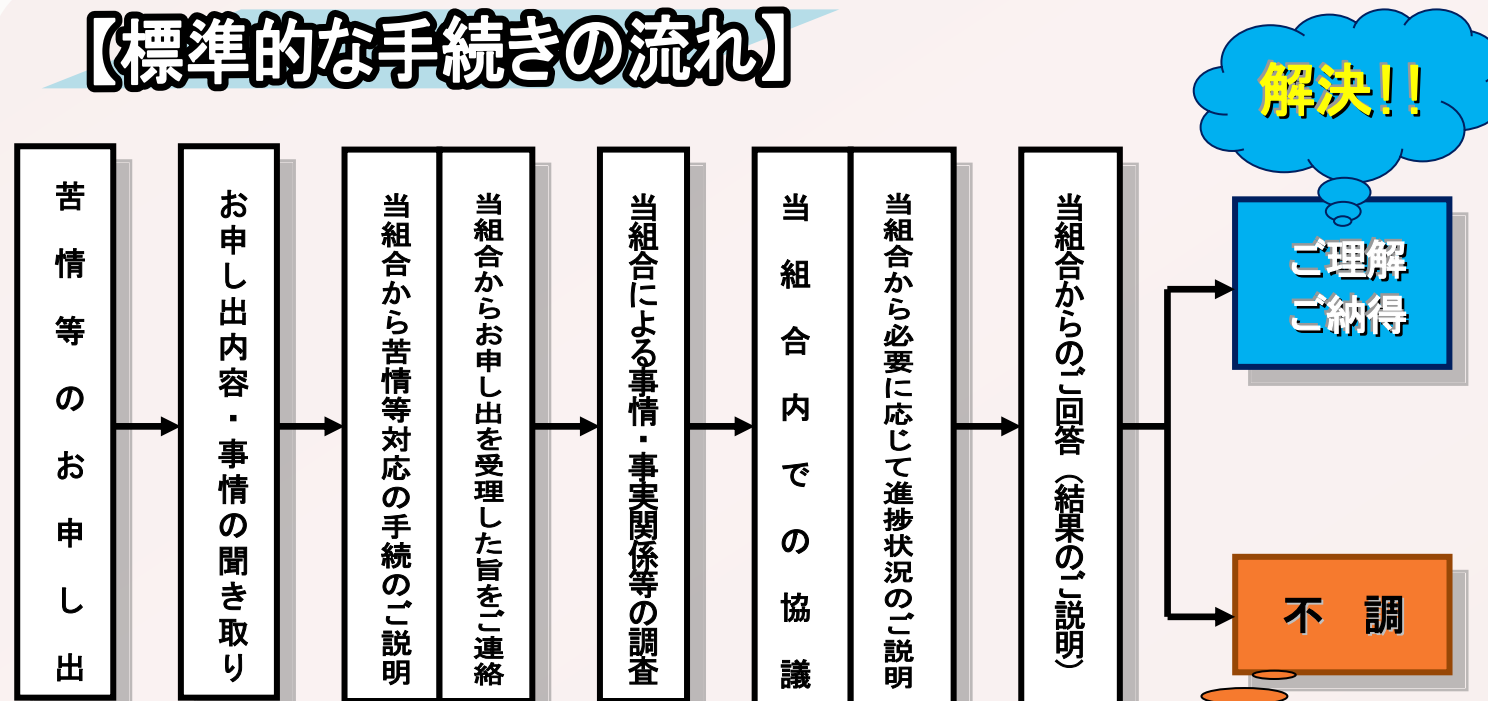 【標準的な手続きの流れ】
解決!!
苦情等のお申し出
お申し出内容・事情の聞き取り
当組合から苦情等対応の手続のご説明
当組合からお申し出を受理した旨をご連絡
当組合による事情・事実関係等の調査
当組合内での協議
当組合から必要に応じて進捗状況のご説明
当組合からのご回答（結果のご説明）
ご理解
ご納得
不　調